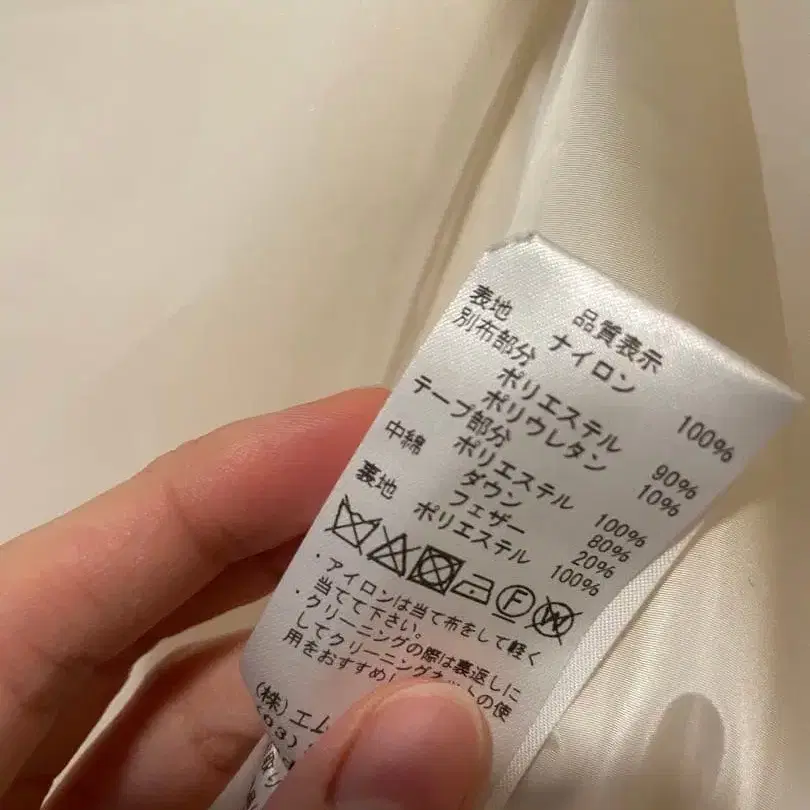 品質表示
表地 ナイロン 100%
別布部分
ポリエステル 90%
ポリウレタン 10%
テープ部分
ポリエステル 100%
中綿 ダウン 80%
フェザー 20%
裏地 ポリエステル 100%
F W
・アイロンは当て布をして軽く
当てて下さい。
・クリーニングの際は裏返しに
してクリーニングネットの使
用をおすすめし
(株)エム
(03)